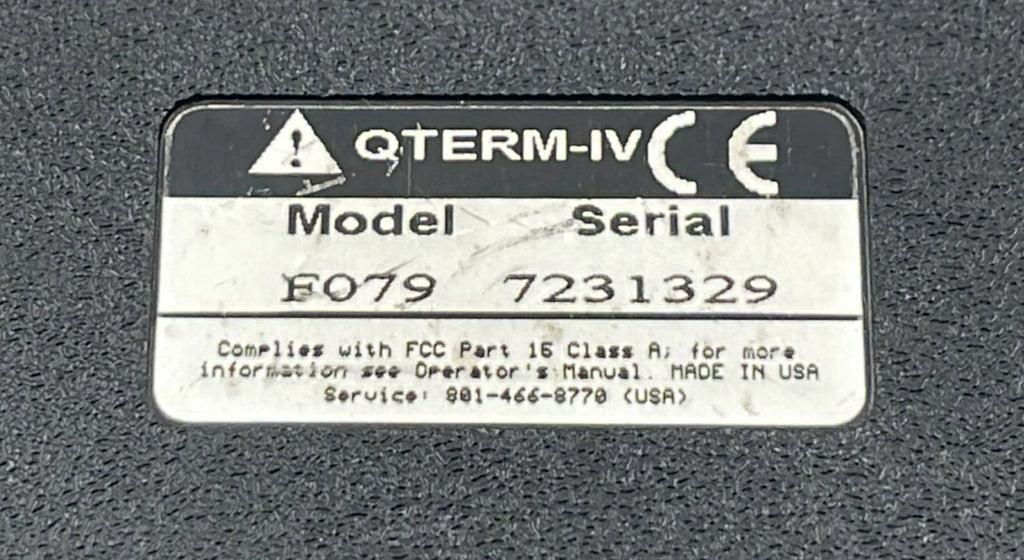 QTERM-IV CE
Model Serial
F079 7231329
Complies with FCC Part 15 Class A; for more
information see Operator's Manual. MADE IN USA
Service: 801-466-8770 (USA)